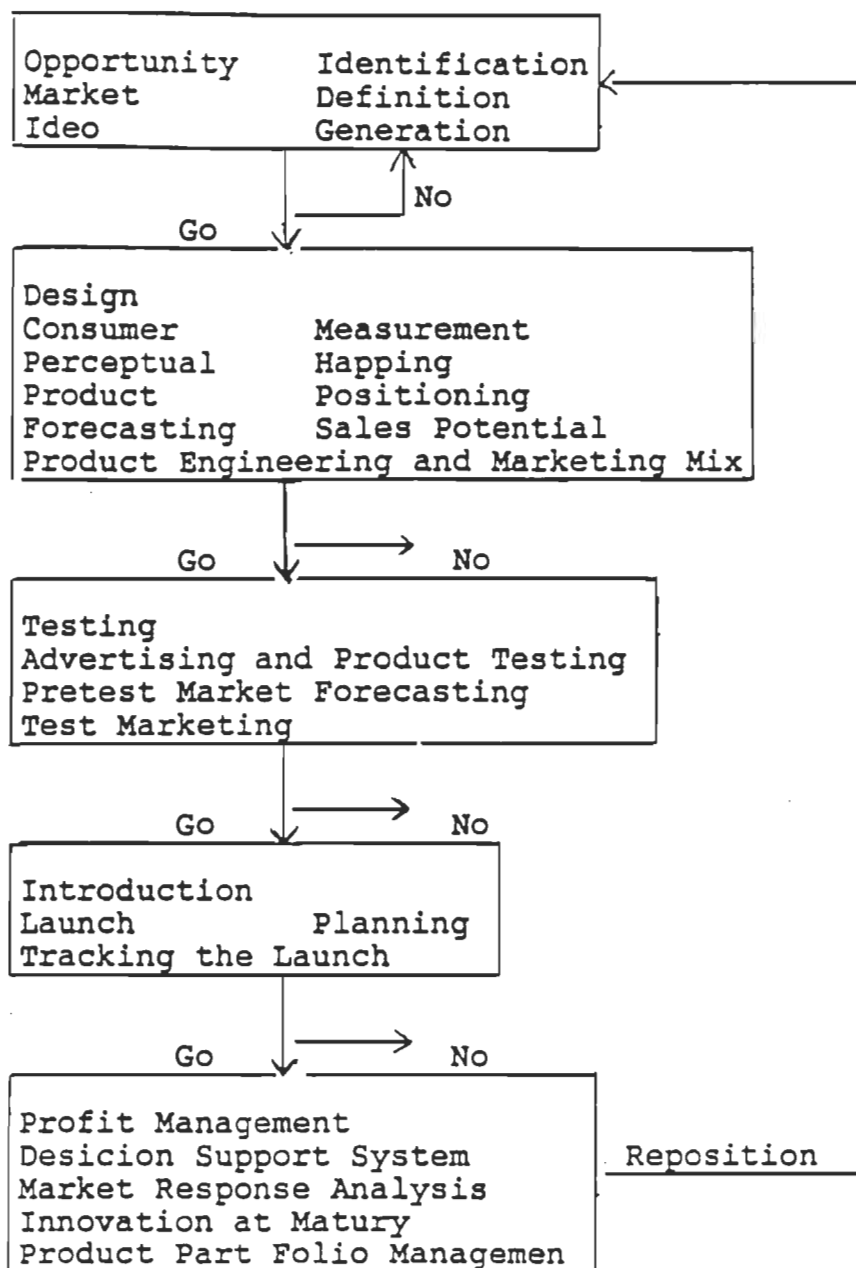 Opportunity Identification
Market Definition
Ideo Generation
No
Go
Design
Consumer Measurement
Perceptual Happing
Product Positioning
Forecasting Sales Potential
Product Engineering and Marketing Mix
Go No
Testing
Advertising and Product Testing
Pretest Market Forecasting
Test Marketing
Go No
Introduction
Launch Planning
Tracking the Launch
Go No
Profit Management
Desicion Support System
Reposition
Market Response Analysis
Innovation at Matury
Product Part Folio Managemen